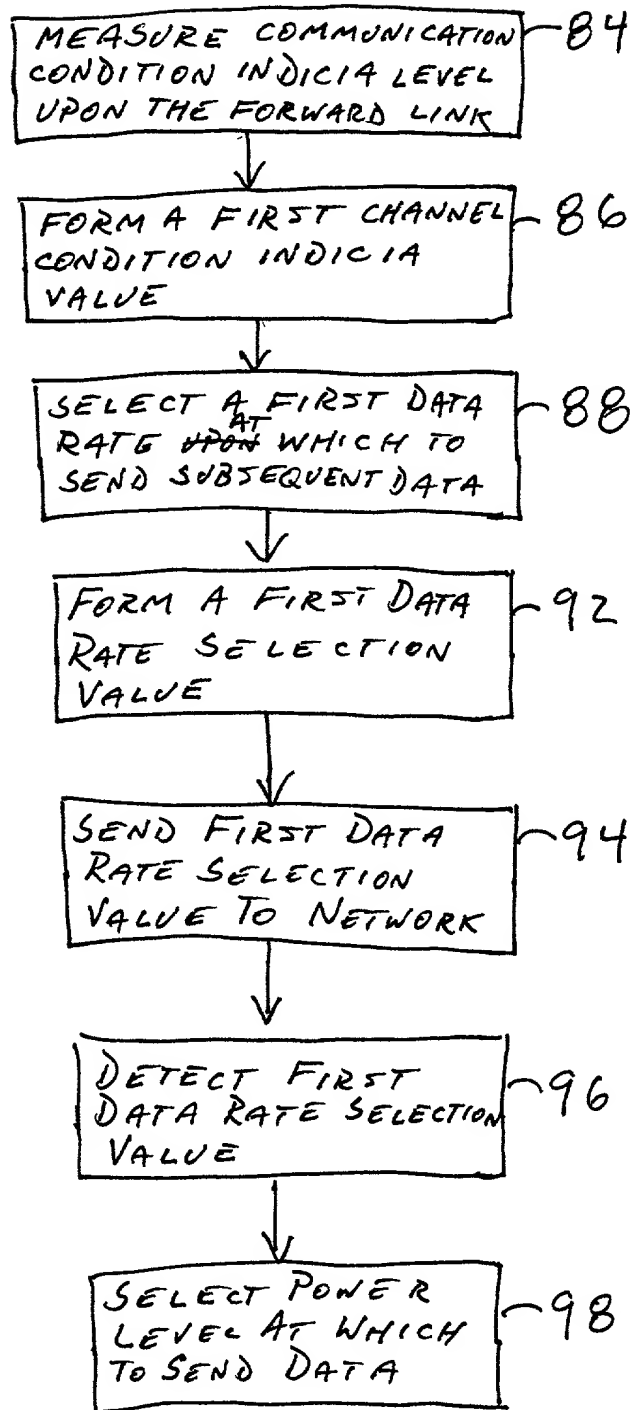 MEASURE COMMUNICATION
CONDITION INDICIA LEVEL
UPON THE FORWARD LINK
84
FORM A FIRST CHANNEL
CONDITION INDICIA
VALUE
86
SELECT A FIRST DATA
RATE UPON AT WHICH TO
SEND SUBSEQUENT DATA
88
FORM A FIRST DATA
RATE SELECTION
VALUE
92
SEND FIRST DATA
RATE SELECTION
VALUE TO NETWORK
94
DETECT FIRST
DATA RATE SELECTION
VALUE
96
SELECT POWER
LEVEL AT WHICH
TO SEND DATA
98